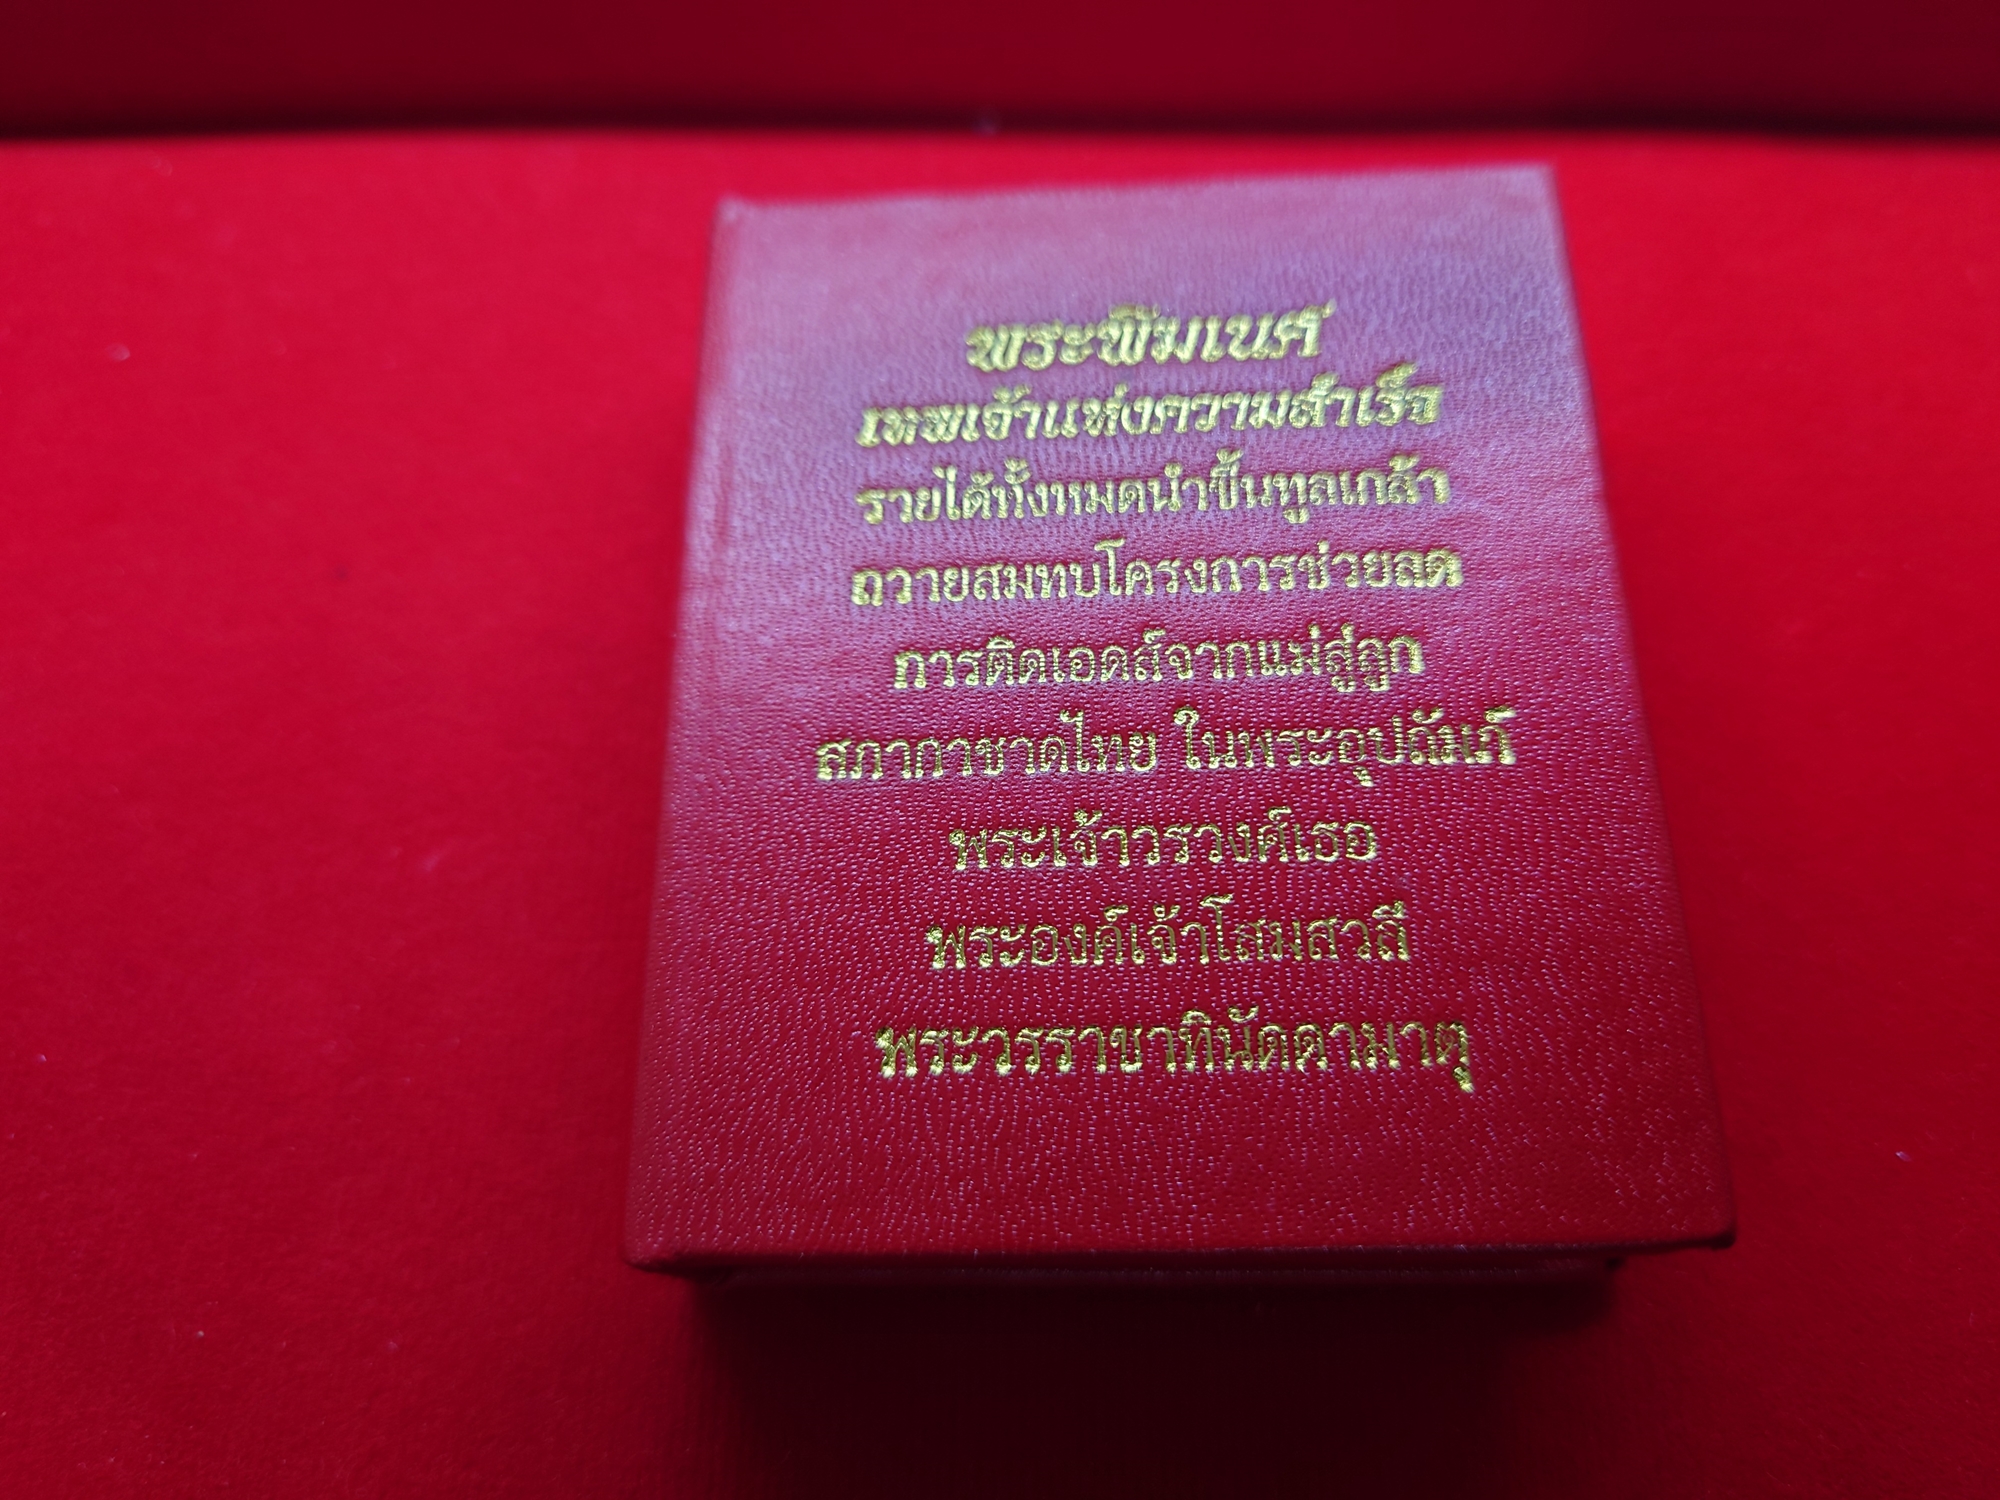 พระพิฆเนศ
เทพเจ้าแห่งความสำเร็จ
รายได้ทั้งหมดนำขึ้นทูลเกล้า
ถวายสมทบโครงการช่วยลด
การติดเอดส์จากแม่สู่ลูก
สภากาชาดไทย ในพระอุปถัมภ์
พระเจ้าวรวงศ์เธอ
พระองค์เจ้าโสมสวลี
พระวรราชาทินัดดามาตุ